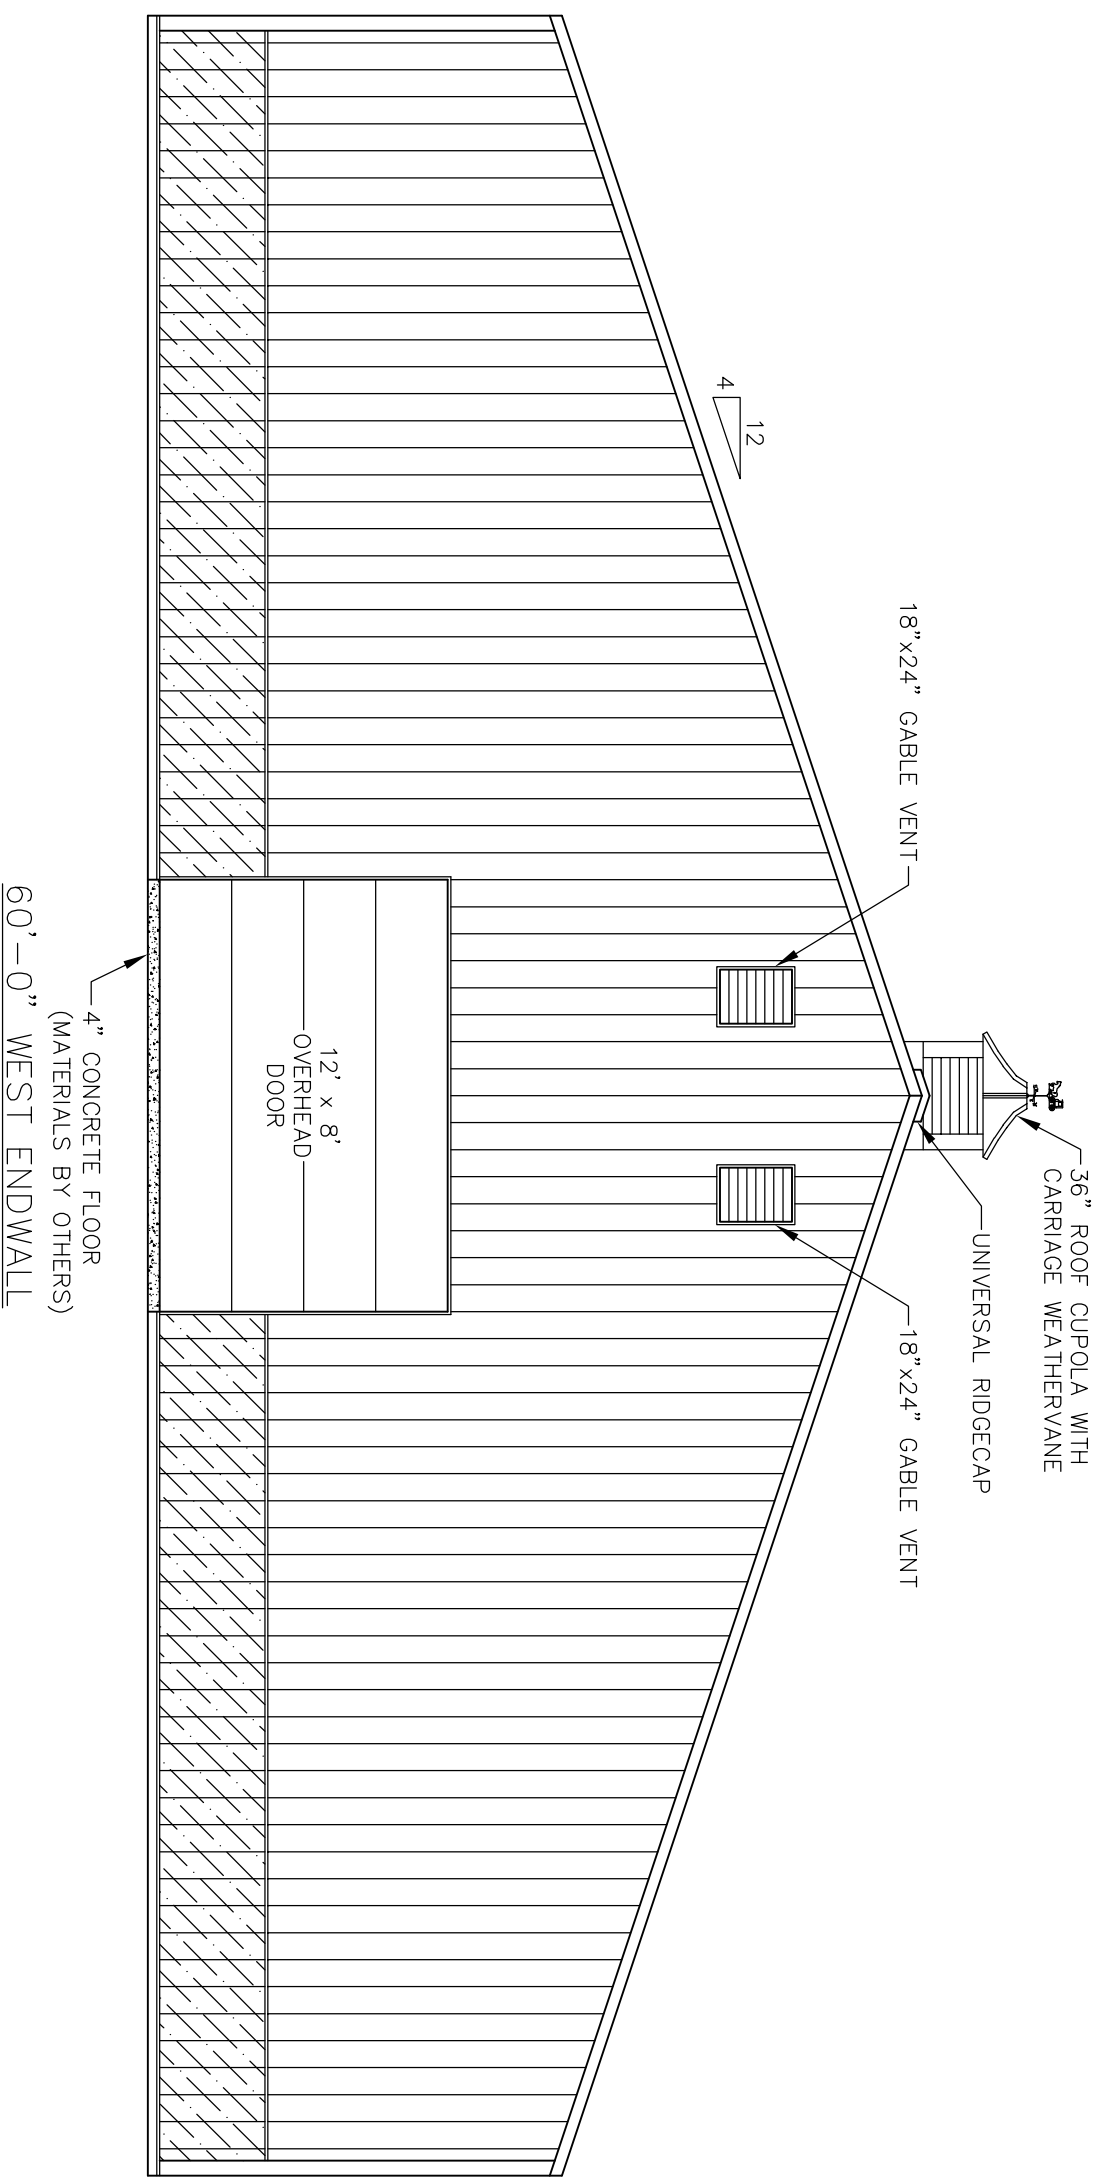 36" ROOF CUPOLA WITH
CARRIAGE WEATHERVANE
UNIVERSAL RIDGECAP
18"x24" GABLE VENT
18"x24" GABLE VENT
12
4
12' x 8'
OVERHEAD
DOOR
4" CONCRETE FLOOR
(MATERIALS BY OTHERS)
60'-0" WEST ENDWALL